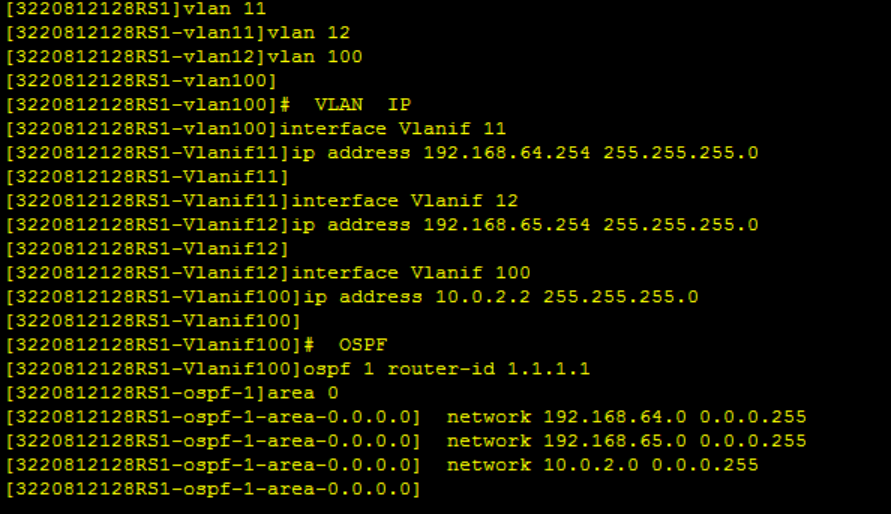 [3220812128RS1]vlan 11
[3220812128RS1-vlan11]vlan 12
[3220812128RS1-vlan12]vlan 100
[3220812128RS1-vlan100]
[3220812128RS1-vlan100]#  VLAN  IP
[3220812128RS1-vlan100]interface Vlanif 11
[3220812128RS1-Vlanif11]ip address 192.168.64.254 255.255.255.0
[3220812128RS1-Vlanif11]
[3220812128RS1-Vlanif11]interface Vlanif 12
[3220812128RS1-Vlanif12]ip address 192.168.65.254 255.255.255.0
[3220812128RS1-Vlanif12]
[3220812128RS1-Vlanif12]interface Vlanif 100
[3220812128RS1-Vlanif100]ip address 10.0.2.2 255.255.255.0
[3220812128RS1-Vlanif100]
[3220812128RS1-Vlanif100]#  OSPF
[3220812128RS1-Vlanif100]ospf 1 router-id 1.1.1.1
[3220812128RS1-ospf-1]area 0
[3220812128RS1-ospf-1-area-0.0.0.0]  network 192.168.64.0 0.0.0.255
[3220812128RS1-ospf-1-area-0.0.0.0]  network 192.168.65.0 0.0.0.255
[3220812128RS1-ospf-1-area-0.0.0.0]  network 10.0.2.0 0.0.0.255
[3220812128RS1-ospf-1-area-0.0.0.0]